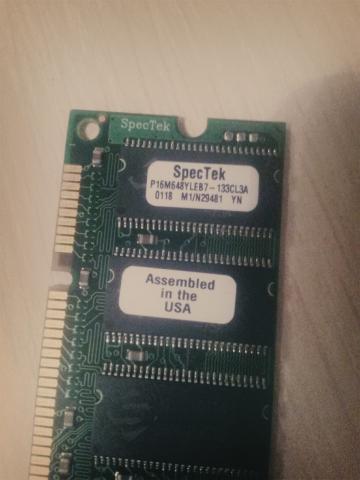 SpecTek
SpecTek
P16M648YLEB7-133CL3A
0118 M1/N29481 YN
Assembled
in the
USA